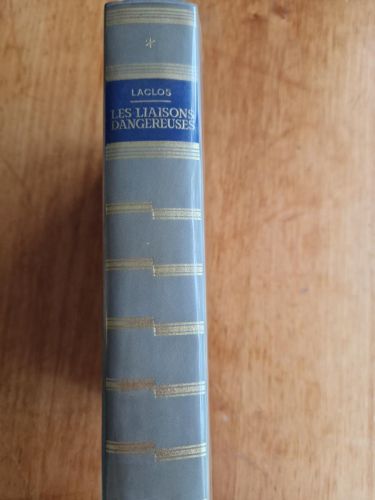 *
LACLOS
LES LIAISONS
DANGEREUSES